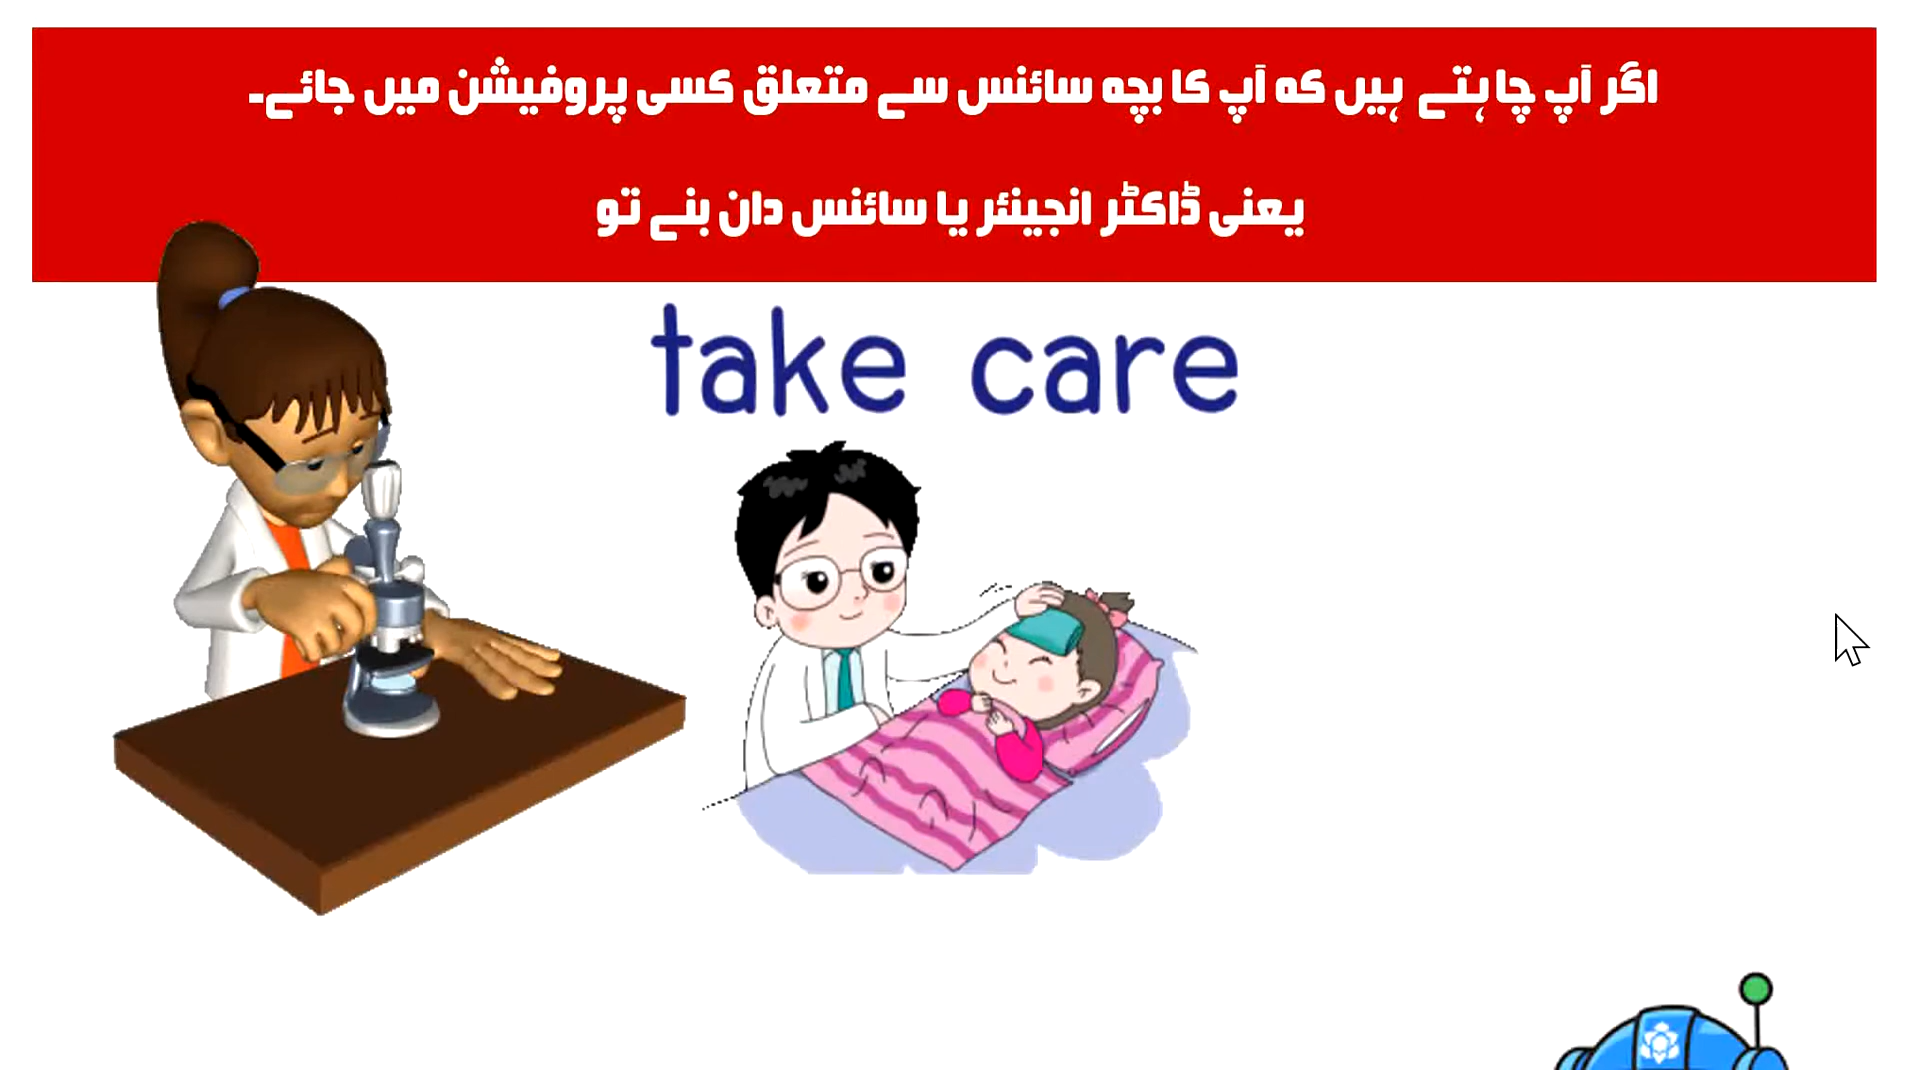 اگر آپ چاہتے ہیں کہ آپ کا بچہ سائنس سے متعلق کسی پروفیشن میں جائے۔
یعنی ڈاکٹر انجینئر یا سائنس دان بنے تو
take care